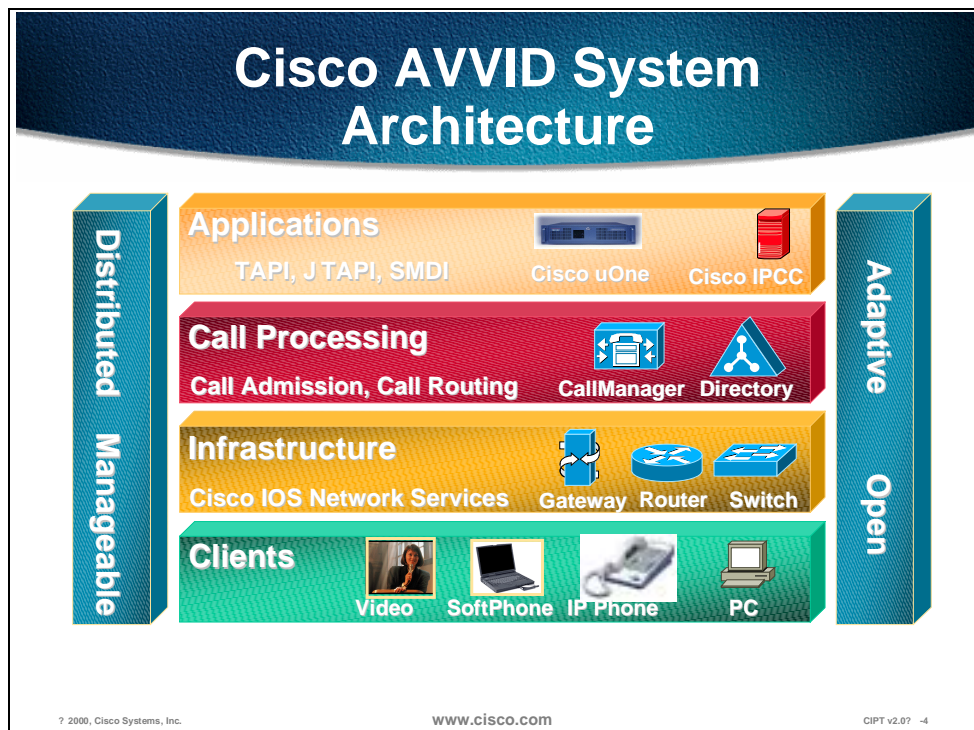 Cisco AVVID System
Architecture
Distributed Manageable
Applications
TAPI, J TAPI, SMDI
Cisco uOne
Cisco IPCC
Call Processing
Call Admission, Call Routing
CallManager
Directory
Infrastructure
Cisco IOS Network Services
Gateway
Router
Switch
Clients
Video
SoftPhone
IP Phone
PC
Adaptive Open
? 2000, Cisco Systems, Inc.
www.cisco.com
CIPT v2.0? -4